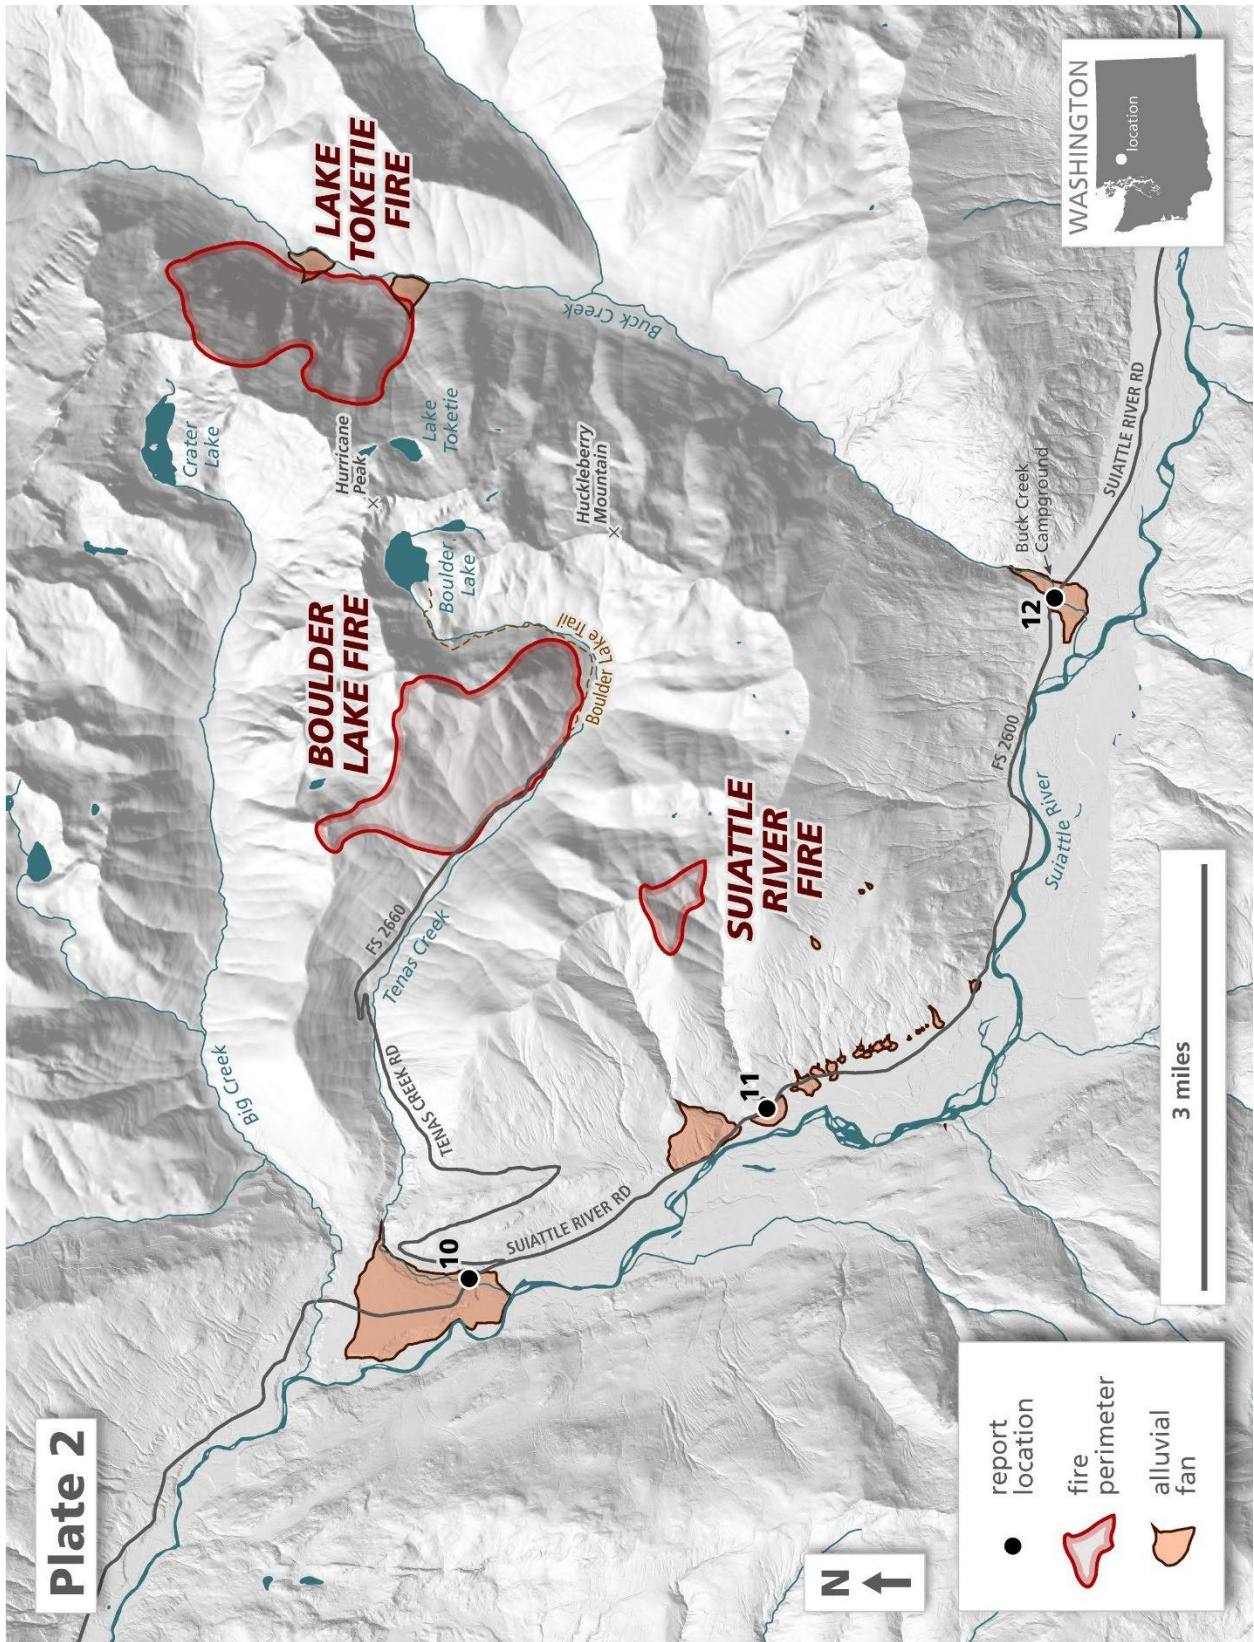 Plate 2
LAKE
TOKETIE
FIRE
BOULDER
LAKE FIRE
SUIATTLE
RIVER
FIRE
Crater
Lake
Hurricane
Peak
Lake
Toketie
Boulder
Lake
Huckleberry
Mountain
Boulder Lake Trail
Buck Creek
Big Creek
FS 2660
Tenas Creek
TENAS CREEK RD
10
SUIATTLE RIVER RD
11
FS 2600
Suiattle River
12
Buck Creek
Campground
SUIATTLE RIVER RD
N
report
location
fire
perimeter
alluvial
fan
3 miles
WASHINGTON
location